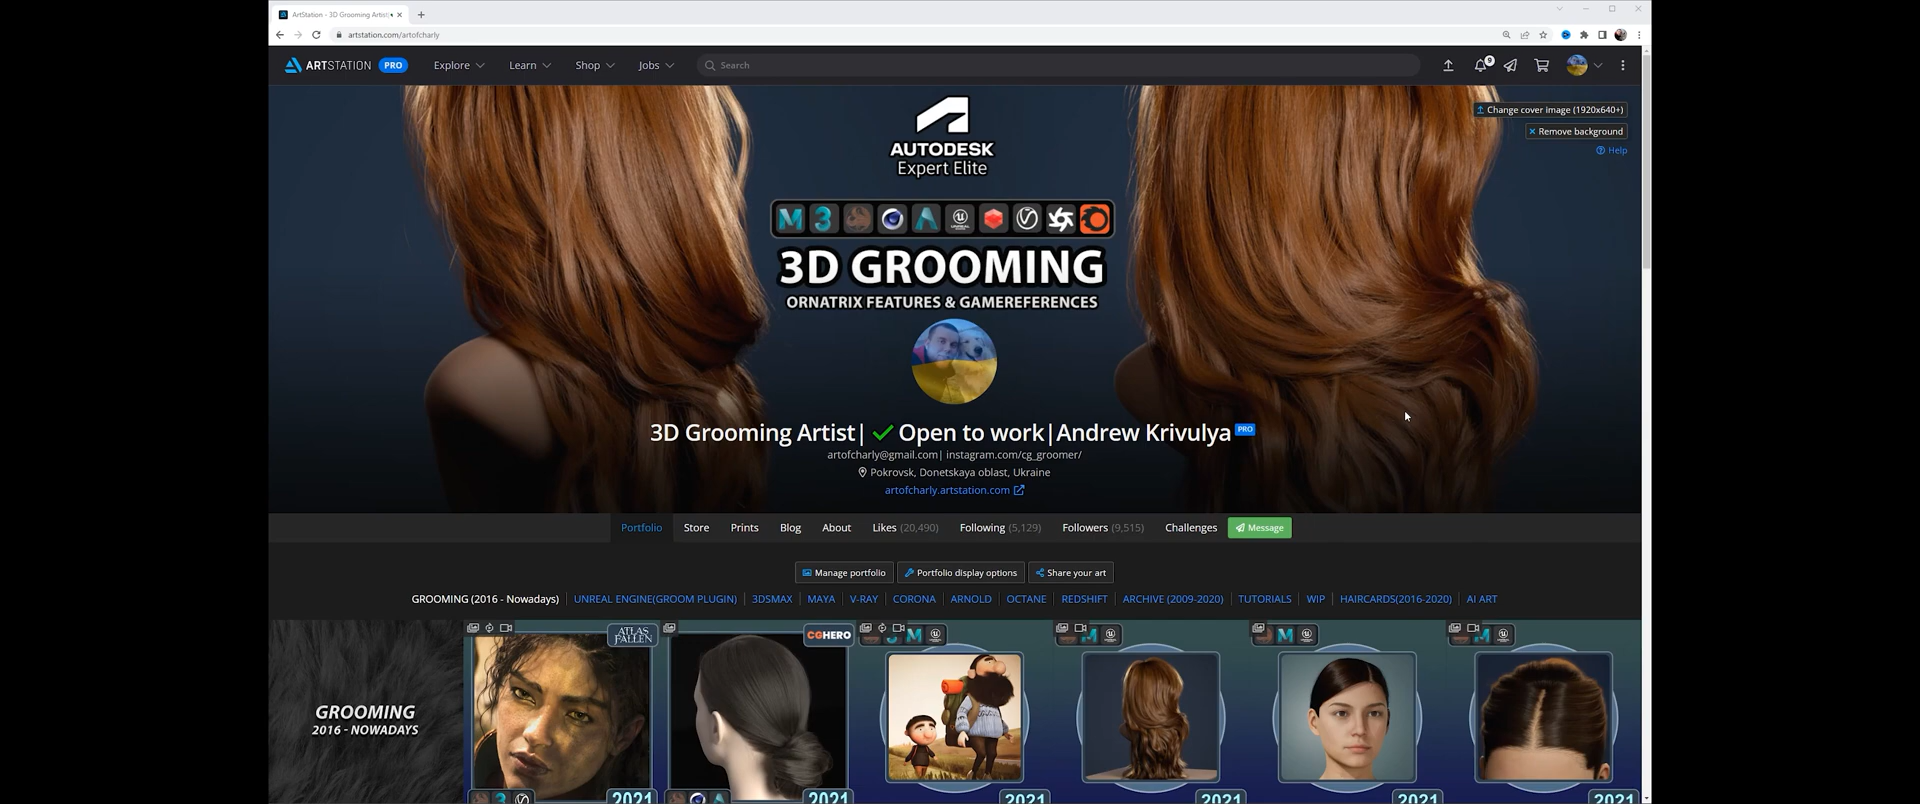 ArtStation - 3D Grooming Artist|
artstation.com/artofcharly
ARTSTATION PRO Explore Learn Shop Jobs Search 9
Change cover image (1920x640+)
Remove background
Help
AUTODESK
Expert Elite
3D GROOMING
ORNATRIX FEATURES & GAMEREFERENCES
3D Grooming Artist| Open to work|Andrew Krivulya PRO
artofcharly@gmail.com| instagram.com/cg_groomer/
Pokrovsk, Donetskaya oblast, Ukraine
artofcharly.artstation.com
Portfolio Store Prints Blog About Likes (20,490) Following (5,129) Followers (9,515) Challenges Message
Manage portfolio Portfolio display options Share your art
GROOMING (2016 - Nowadays) UNREAL ENGINE(GROOM PLUGIN) 3DSMAX MAYA V-RAY CORONA ARNOLD OCTANE REDSHIFT ARCHIVE (2009-2020) TUTORIALS WIP HAIRCARDS(2016-2020) AI ART
ATLAS FALLEN CGHERO
GROOMING
2016 - NOWADAYS
2021 2021 2021 2021 2021 2021